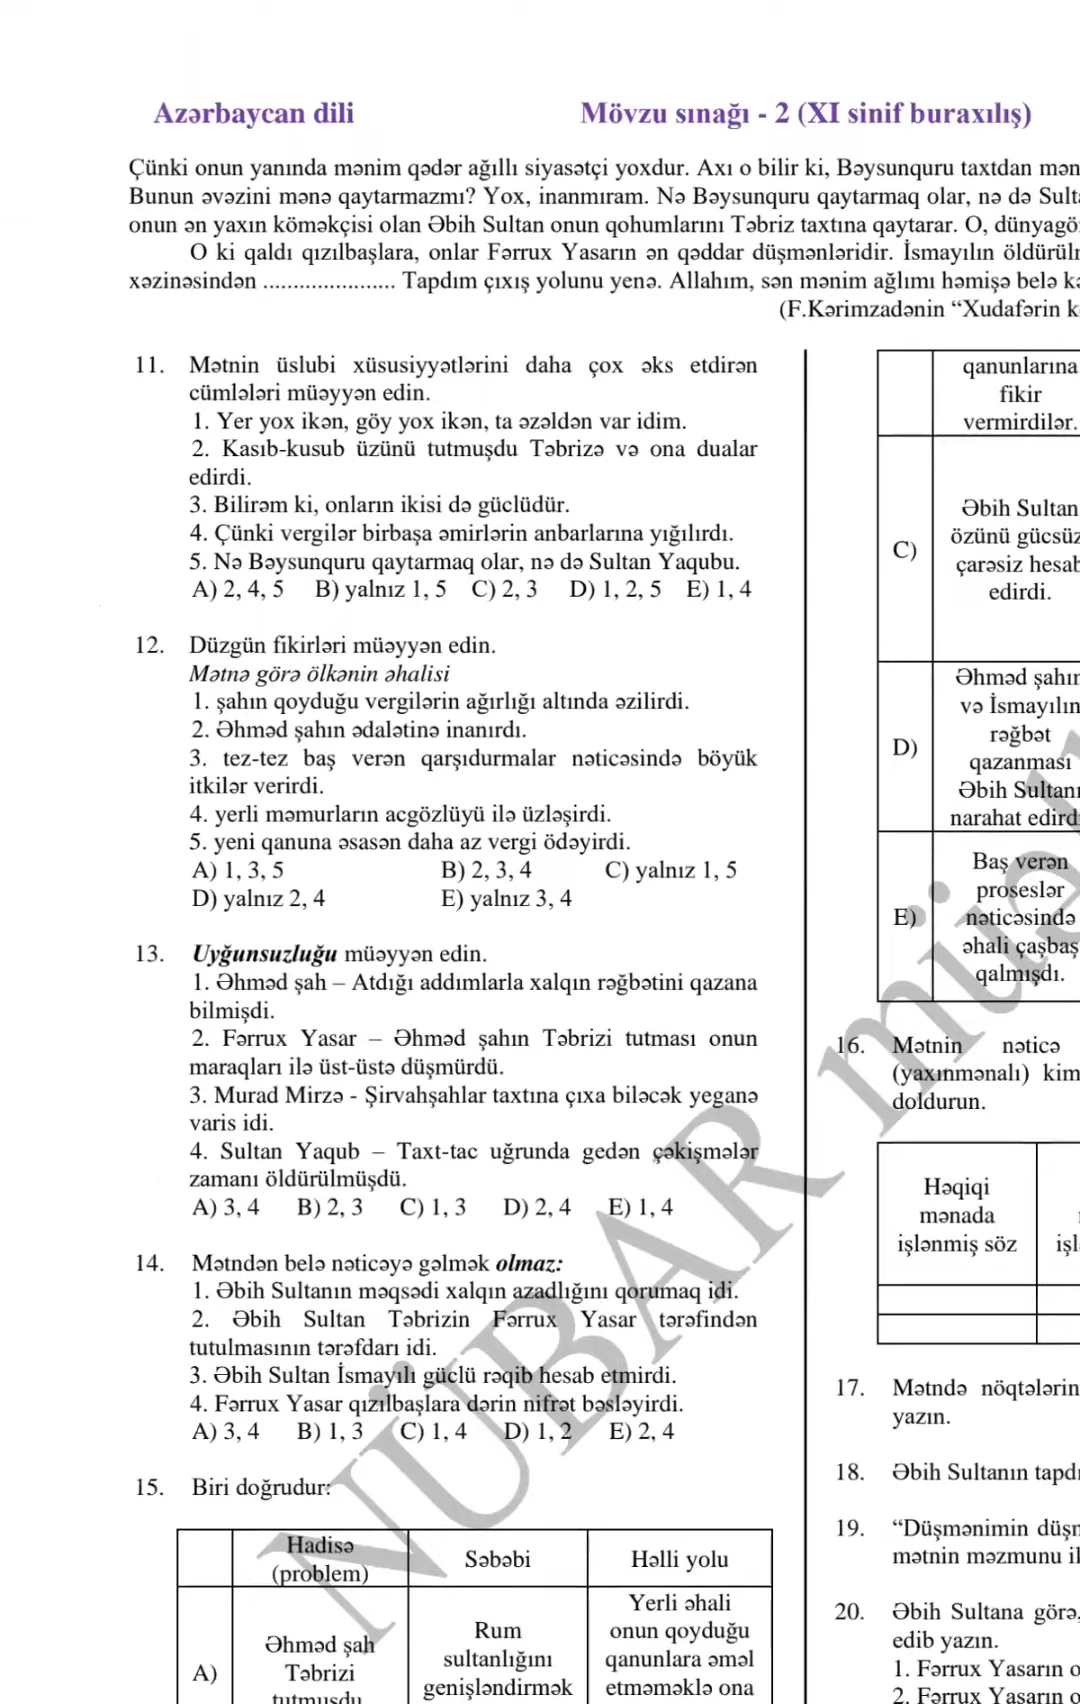 Azərbaycan dili
Mövzu sınağı - 2 (XI sinif buraxılış)
Çünki onun yanında mənim qədər ağıllı siyasətçi yoxdur. Axı o bilir ki, Bəysunquru taxtdan mən
Bunun əvəzini mənə qaytarmazmı? Yox, inanmıram. Nə Bəysunquru qaytarmaq olar, nə də Sult
onun ən yaxın köməkçisi olan Əbih Sultan onun qohumlarını Təbriz taxtına qaytarar. O, dünyagö
O ki qaldı qızılbaşlara, onlar Fərrux Yasarın ən qəddar düşmənləridir. İsmayılın öldürül
xəzinəsindən ...................... Tapdım çıxış yolunu yenə. Allahım, sən mənim ağlımı həmişə belə k
(F.Kərimzadənin “Xudafərin k
11. Mətnin üslubi xüsusiyyətlərini daha çox əks etdirən
cümlələri müəyyən edin.
1. Yer yox ikən, göy yox ikən, ta əzəldən var idim.
2. Kasıb-kusub üzünü tutmuşdu Təbrizə və ona dualar
edirdi.
3. Bilirəm ki, onların ikisi də güclüdür.
4. Çünki vergilər birbaşa əmirlərin anbarlarına yığılırdı.
5. Nə Bəysunquru qaytarmaq olar, nə də Sultan Yaqubu.
A) 2, 4, 5 B) yalnız 1, 5 C) 2, 3 D) 1, 2, 5 E) 1, 4
12. Düzgün fikirləri müəyyən edin.
Mətnə görə ölkənin əhalisi
1. şahın qoyduğu vergilərin ağırlığı altında əzilirdi.
2. Əhməd şahın ədalətinə inanırdı.
3. tez-tez baş verən qarşıdurmalar nəticəsində böyük
itkilər verirdi.
4. yerli məmurların acgözlüyü ilə üzləşirdi.
5. yeni qanuna əsasən daha az vergi ödəyirdi.
A) 1, 3, 5 B) 2, 3, 4 C) yalnız 1, 5
D) yalnız 2, 4 E) yalnız 3, 4
13. Uyğunsuzluğu müəyyən edin.
1. Əhməd şah – Atdığı addımlarla xalqın rəğbətini qazana
bilmişdi.
2. Fərrux Yasar – Əhməd şahın Təbrizi tutması onun
maraqları ilə üst-üstə düşmürdü.
3. Murad Mirzə - Şirvahşahlar taxtına çıxa biləcək yeganə
varis idi.
4. Sultan Yaqub – Taxt-tac uğrunda gedən çəkişmələr
zamanı öldürülmüşdü.
A) 3, 4 B) 2, 3 C) 1, 3 D) 2, 4 E) 1, 4
14. Mətndən belə nəticəyə gəlmək olmaz:
1. Əbih Sultanın məqsədi xalqın azadlığını qorumaq idi.
2. Əbih Sultan Təbrizin Fərrux Yasar tərəfindən
tutulmasının tərəfdarı idi.
3. Əbih Sultan İsmayılı güclü rəqib hesab etmirdi.
4. Fərrux Yasar qızılbaşlara dərin nifrət bəsləyirdi.
A) 3, 4 B) 1, 3 C) 1, 4 D) 1, 2 E) 2, 4
15. Biri doğrudur:
Hadisə
(problem)
Səbəbi
Həlli yolu
A)
Əhməd şah
Təbrizi
tutmuşdu
Rum
sultanlığını
genişləndirmək
Yerli əhali
onun qoyduğu
qanunlara əməl
etməməklə ona
qanunlarına
fikir
vermirdilər.
C)
Əbih Sultan
özünü gücsüz
çarəsiz hesab
edirdi.
D)
Əhməd şahın
və İsmayılın
rəğbət
qazanması
Əbih Sultanı
narahat edird
E)
Baş verən
proseslər
nəticəsində
əhali çaşbaş
qalmışdı.
16. Mətnin nəticə
(yaxınmənalı) kim
doldurun.
Həqiqi
mənada
işlənmiş söz
işl
17. Mətndə nöqtələrin
yazın.
18. Əbih Sultanın tapdı
19. “Düşmənimin düş
mətnin məzmunu il
20. Əbih Sultana görə,
edib yazın.
1. Fərrux Yasarın o
2. Fərrux Yasarın o
NÜBAR müə